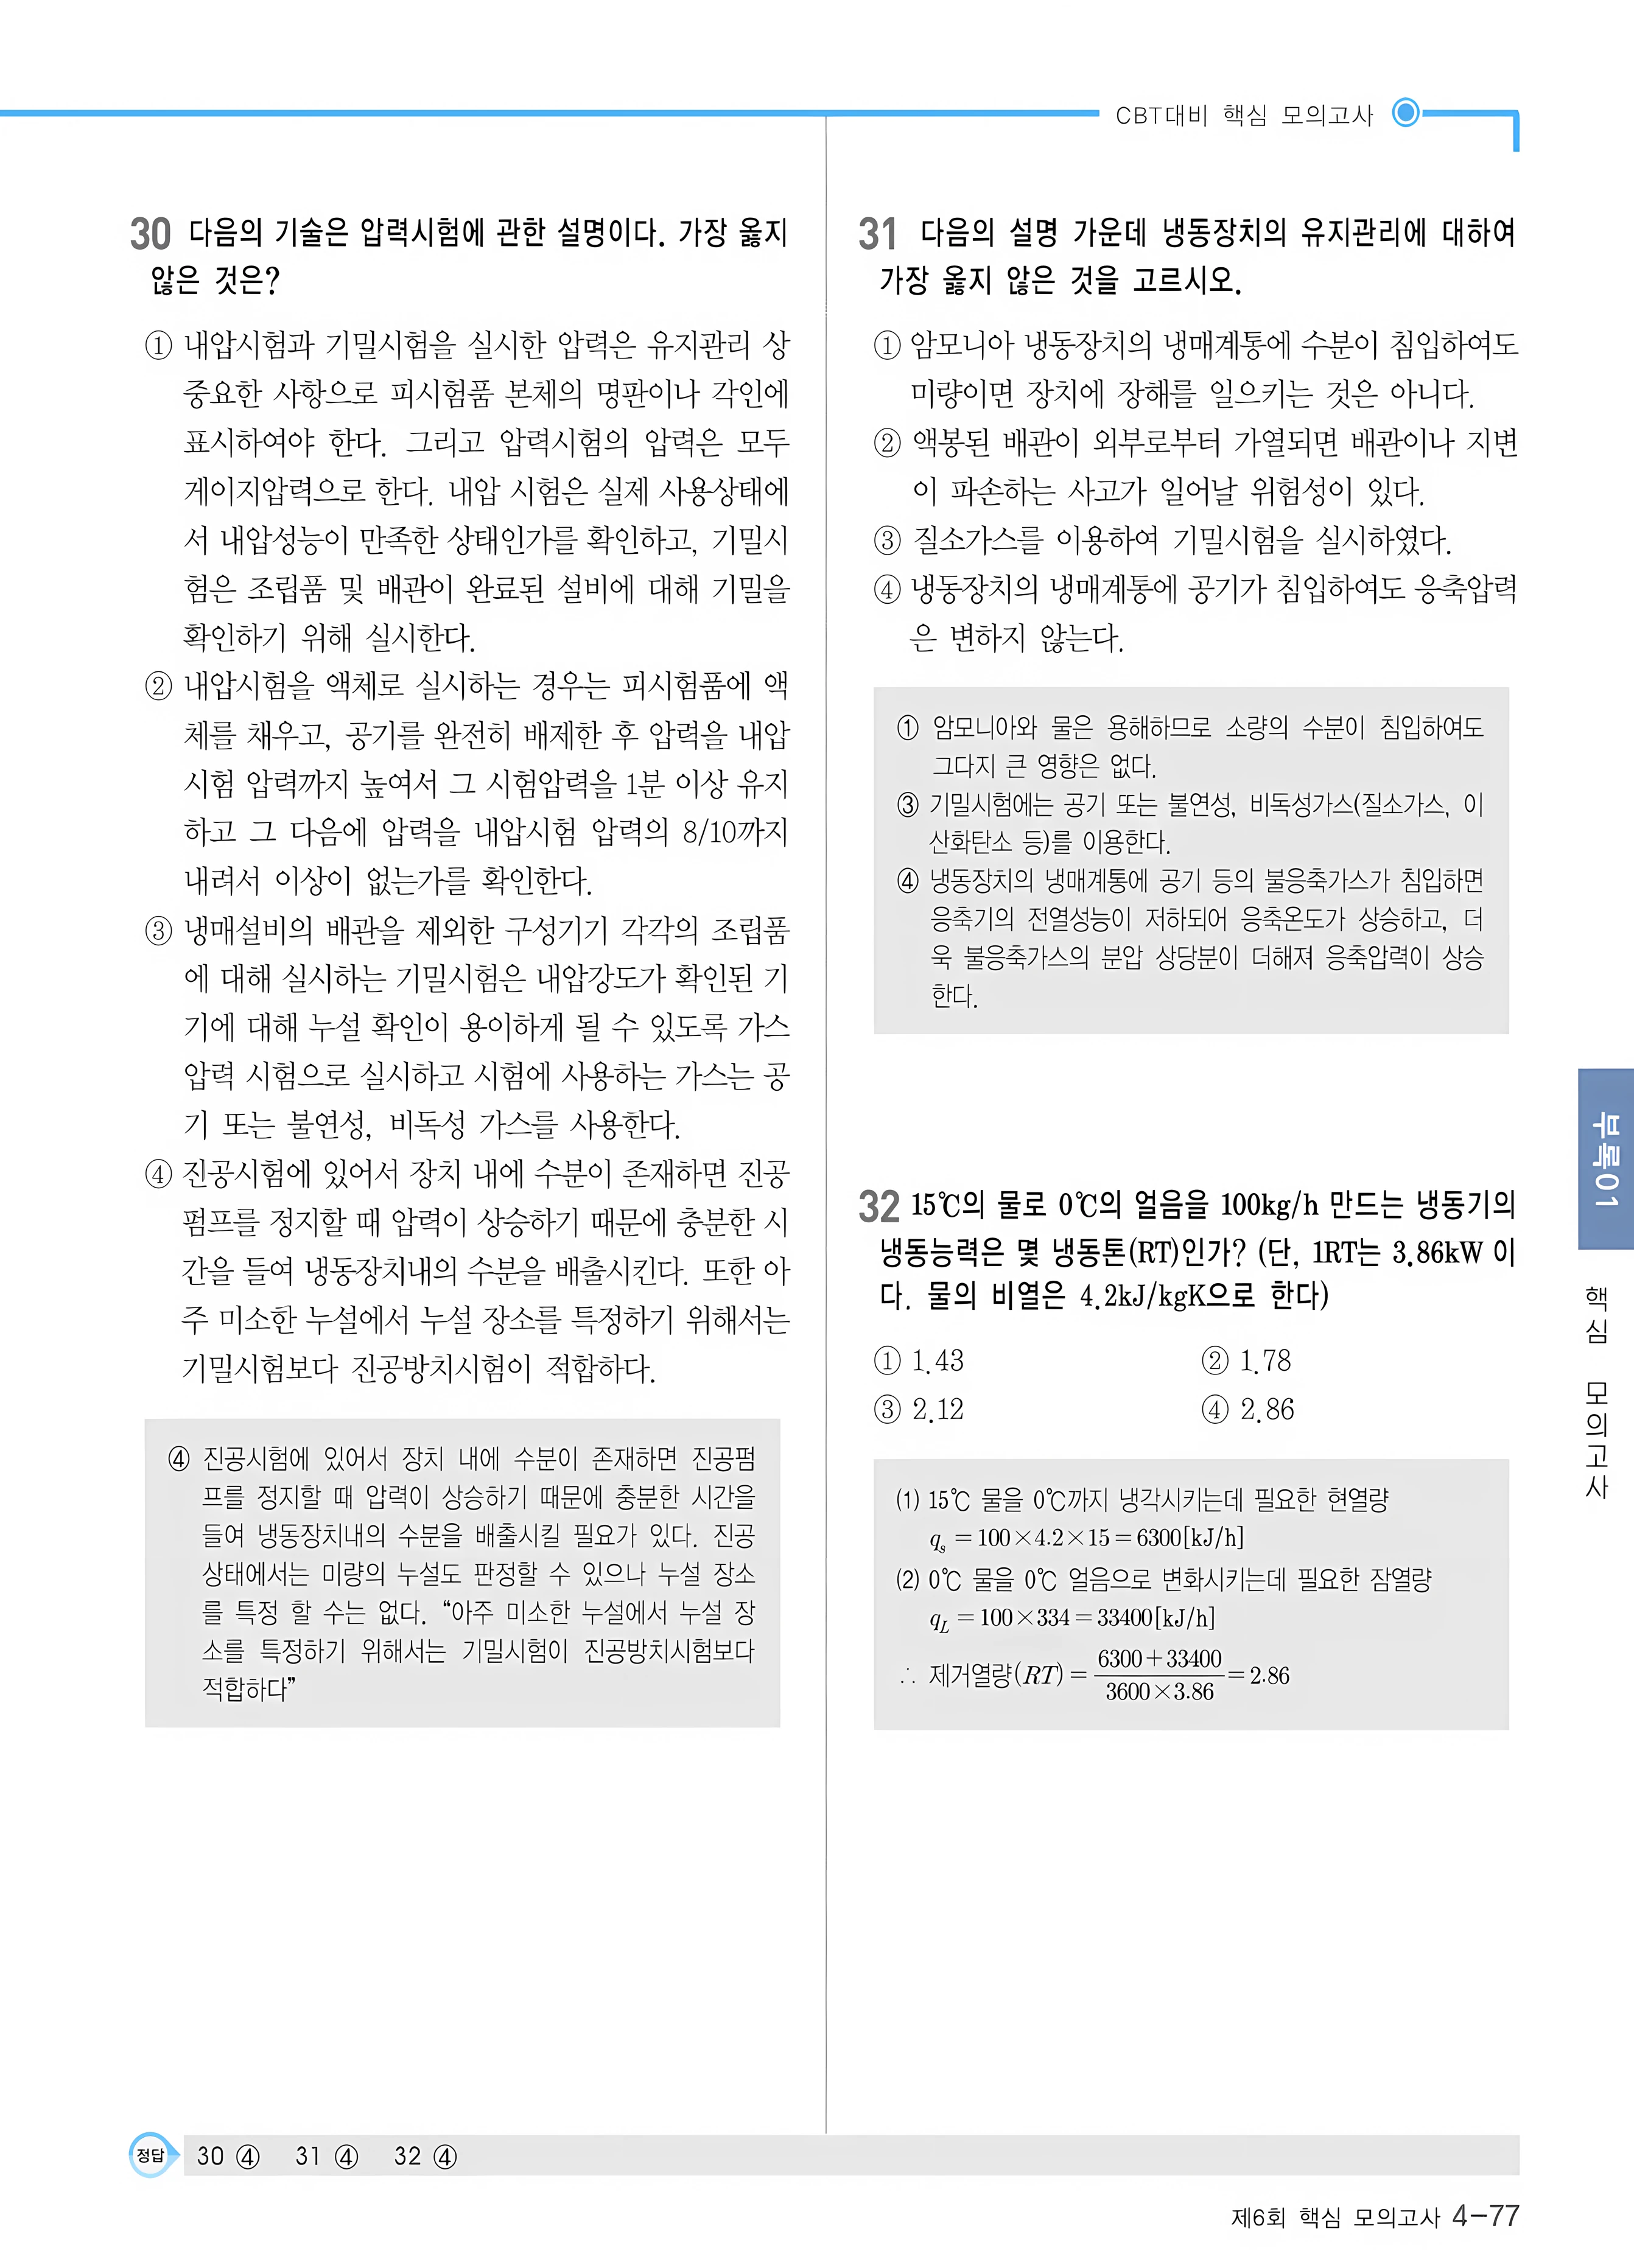 CBT대비 핵심 모의고사
30 다음의 기술은 압력시험에 관한 설명이다. 가장 옳지
않은 것은?
① 내압시험과 기밀시험을 실시한 압력은 유지관리 상
중요한 사항으로 피시험품 본체의 명판이나 각인에
표시하여야 한다. 그리고 압력시험의 압력은 모두
게이지압력으로 한다. 내압 시험은 실제 사용상태에
서 내압성능이 만족한 상태인가를 확인하고, 기밀시
험은 조립품 및 배관이 완료된 설비에 대해 기밀을
확인하기 위해 실시한다.
② 내압시험을 액체로 실시하는 경우는 피시험품에 액
체를 채우고, 공기를 완전히 배제한 후 압력을 내압
시험 압력까지 높여서 그 시험압력을 1분 이상 유지
하고 그 다음에 압력을 내압시험 압력의 8/10까지
내려서 이상이 없는가를 확인한다.
③ 냉매설비의 배관을 제외한 구성기기 각각의 조립품
에 대해 실시하는 기밀시험은 내압강도가 확인된 기
기에 대해 누설 확인이 용이하게 될 수 있도록 가스
압력 시험으로 실시하고 시험에 사용하는 가스는 공
기 또는 불연성, 비독성 가스를 사용한다.
④ 진공시험에 있어서 장치 내에 수분이 존재하면 진공
펌프를 정지할 때 압력이 상승하기 때문에 충분한 시
간을 들여 냉동장치내의 수분을 배출시킨다. 또한 아
주 미소한 누설에서 누설 장소를 특정하기 위해서는
기밀시험보다 진공방치시험이 적합하다.
④ 진공시험에 있어서 장치 내에 수분이 존재하면 진공펌
프를 정지할 때 압력이 상승하기 때문에 충분한 시간을
들여 냉동장치내의 수분을 배출시킬 필요가 있다. 진공
상태에서는 미량의 누설도 판정할 수 있으나 누설 장소
를 특정 할 수는 없다. “아주 미소한 누설에서 누설 장
소를 특정하기 위해서는 기밀시험이 진공방치시험보다
적합하다”
31 다음의 설명 가운데 냉동장치의 유지관리에 대하여
가장 옳지 않은 것을 고르시오.
① 암모니아 냉동장치의 냉매계통에 수분이 침입하여도
미량이면 장치에 장해를 일으키는 것은 아니다.
② 액봉된 배관이 외부로부터 가열되면 배관이나 지변
이 파손하는 사고가 일어날 위험성이 있다.
③ 질소가스를 이용하여 기밀시험을 실시하였다.
④ 냉동장치의 냉매계통에 공기가 침입하여도 응축압력
은 변하지 않는다.
① 암모니아와 물은 용해하므로 소량의 수분이 침입하여도
그다지 큰 영향은 없다.
③ 기밀시험에는 공기 또는 불연성, 비독성가스(질소가스, 이
산화탄소 등)를 이용한다.
④ 냉동장치의 냉매계통에 공기 등의 불응축가스가 침입하면
응축기의 전열성능이 저하되어 응축온도가 상승하고, 더
욱 불응축가스의 분압 상당분이 더해져 응축압력이 상승
한다.
32 15℃의 물로 0℃의 얼음을 100kg/h 만드는 냉동기의
냉동능력은 몇 냉동톤(RT)인가? (단, 1RT는 3.86kW 이
다. 물의 비열은 4.2kJ/kgK으로 한다)
① 1.43 ② 1.78
③ 2.12 ④ 2.86
(1) 15℃ 물을 0℃까지 냉각시키는데 필요한 현열량
qs = 100×4.2×15 = 6300[kJ/h]
(2) 0℃ 물을 0℃ 얼음으로 변화시키는데 필요한 잠열량
qL = 100×334 = 33400[kJ/h]
∴ 제거열량(RT) = (6300+33400)/(3600×3.86) = 2.86
부록01
핵심 모의고사
정답 30 ④ 31 ④ 32 ④
제6회 핵심 모의고사 4-77